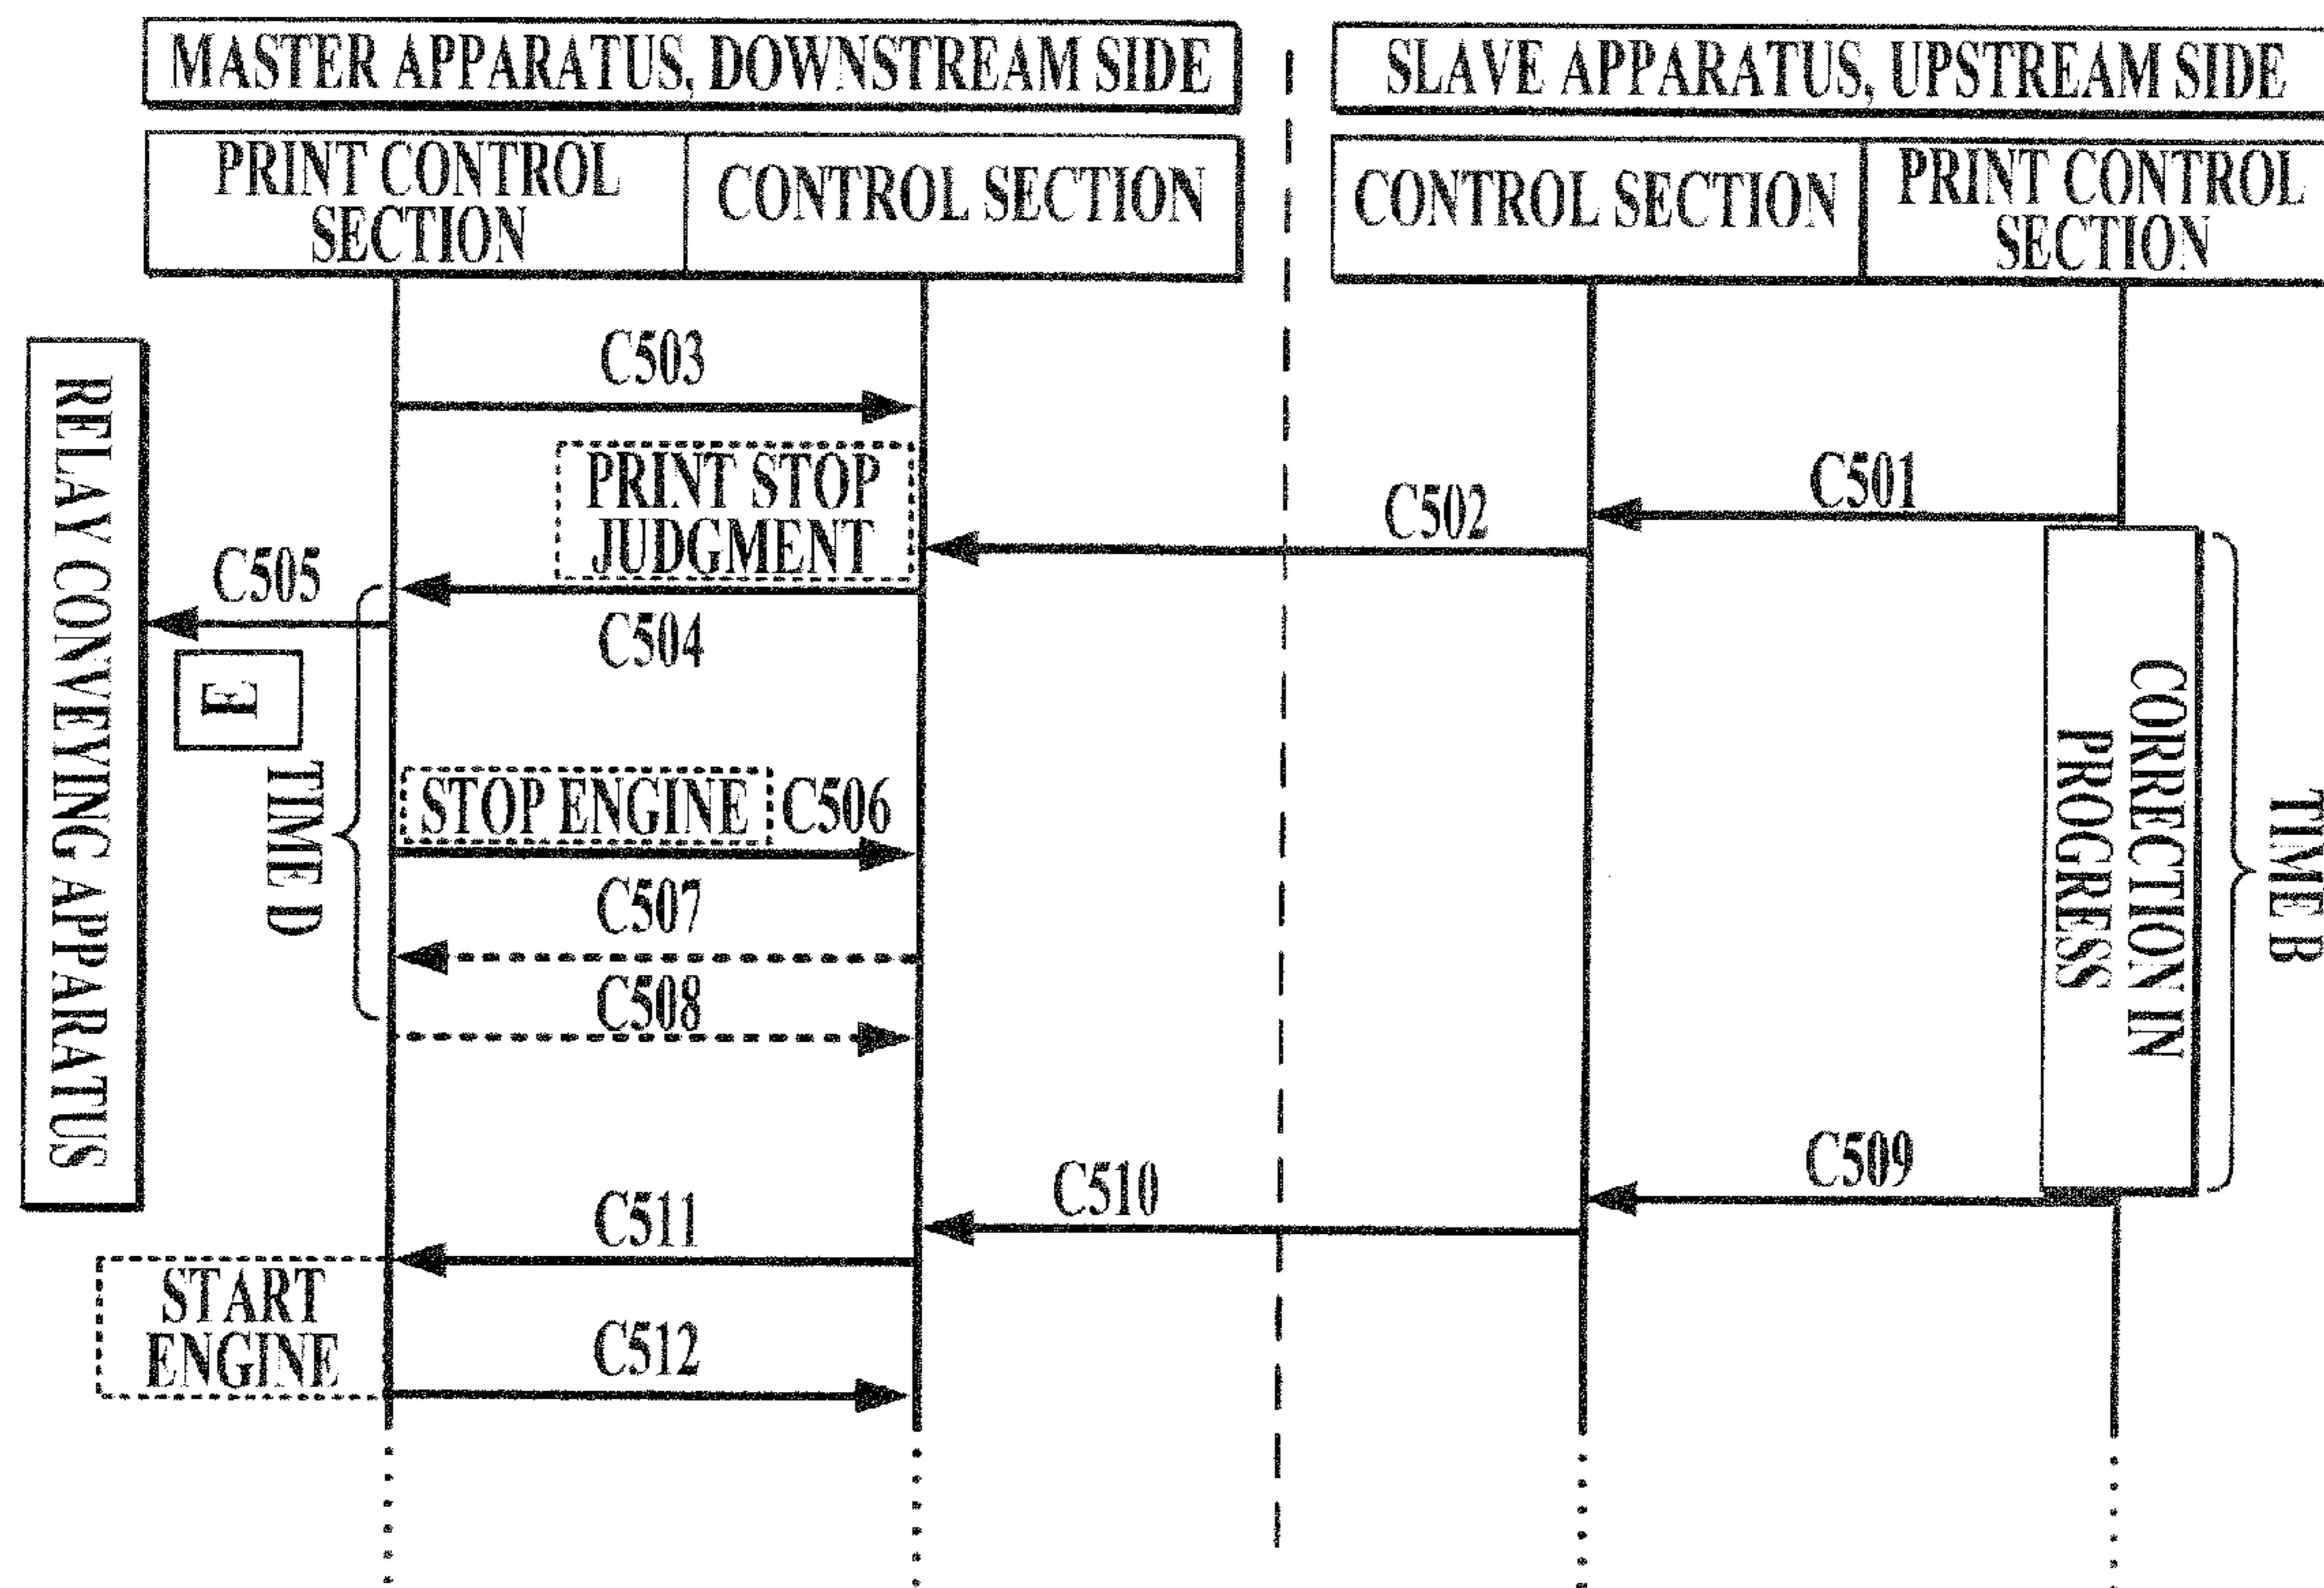 MASTER APPARATUS, DOWNSTREAM SIDE
SLAVE APPARATUS, UPSTREAM SIDE
PRINT CONTROL
SECTION
CONTROL SECTION
CONTROL SECTION
PRINT CONTROL
SECTION
C503
PRINT STOP
JUDGMENT
C501
C502
C505
C504
RELAY CONVEYING APPARATUS
E
TIME D
STOP ENGINE
C506
C507
C508
CORRECTION IN
PROGRESS
TIME B
C509
C510
C511
START
ENGINE
C512